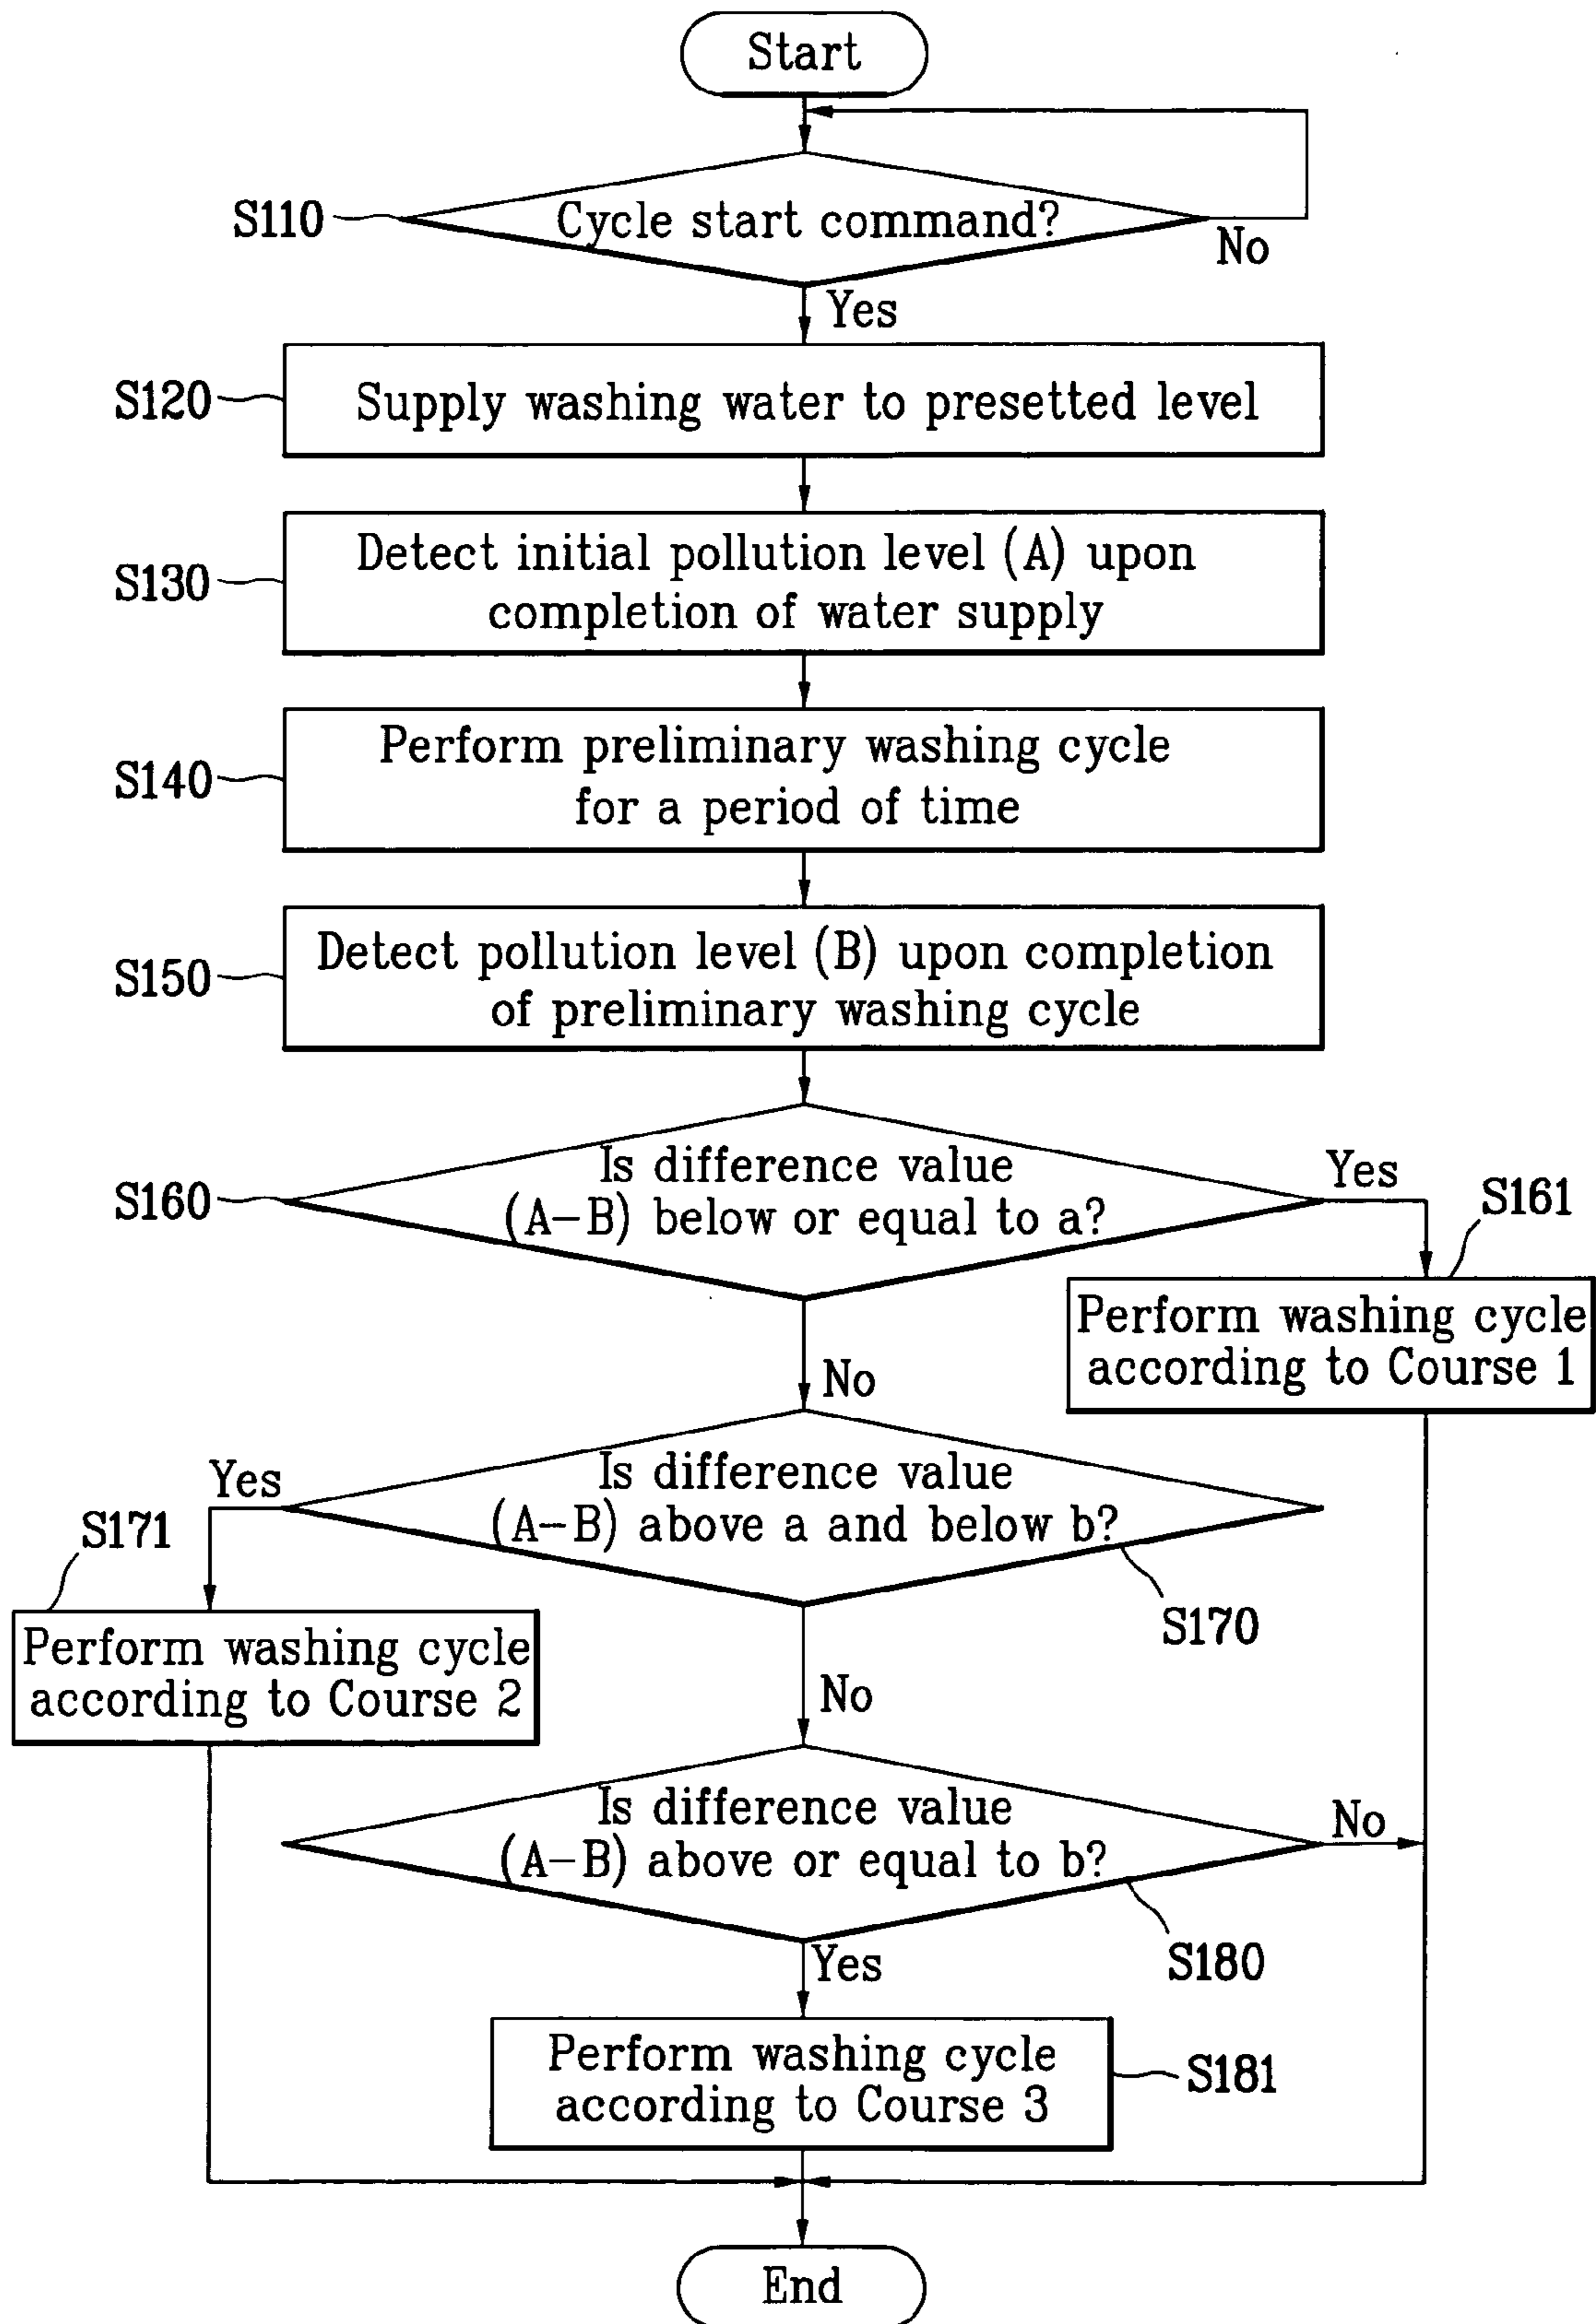 Start
S110
Cycle start command?
No
Yes
S120
Supply washing water to presetted level
S130
Detect initial pollution level (A) upon
completion of water supply
S140
Perform preliminary washing cycle
for a period of time
S150
Detect pollution level (B) upon completion
of preliminary washing cycle
S160
Is difference value
(A-B) below or equal to a?
Yes
S161
Perform washing cycle
according to Course 1
No
Is difference value
(A-B) above a and below b?
Yes
S170
S171
Perform washing cycle
according to Course 2
No
Is difference value
(A-B) above or equal to b?
No
S180
Yes
Perform washing cycle
according to Course 3
S181
End